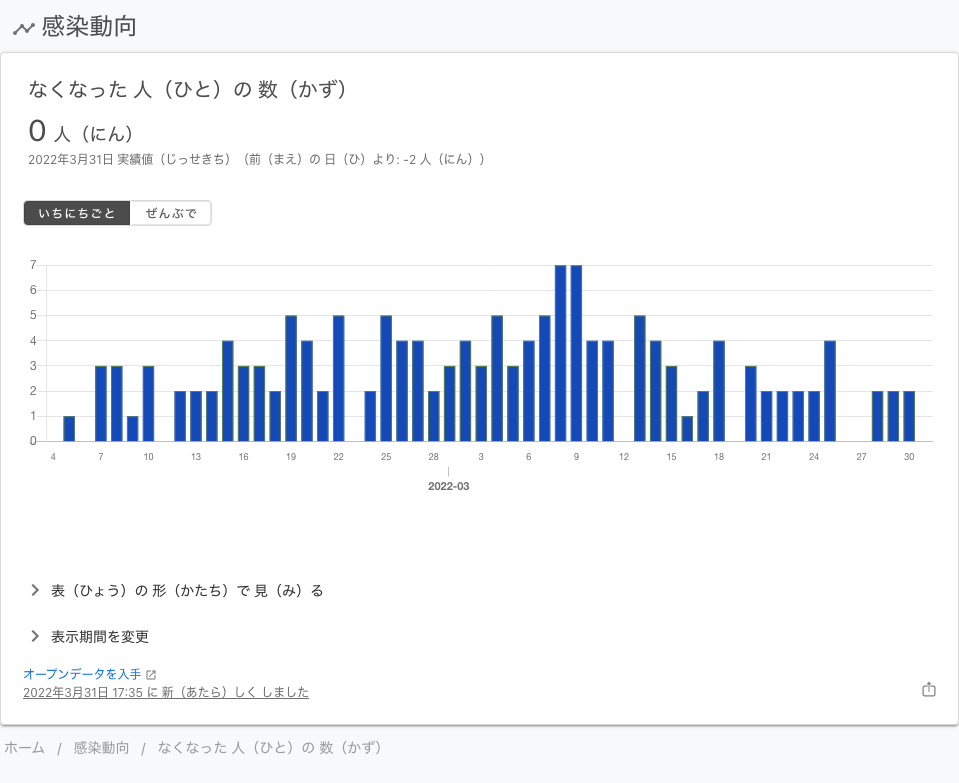 感染動向
なくなった 人（ひと）の 数（かず）
0 人（にん）
2022年3月31日 実績値（じっせきち）（前（まえ）の 日（ひ）より: -2 人（にん））
いちにちごと ぜんぶで
7
6
5
4
3
2
1
0
4 7 10 13 16 19 22 25 28 3 6 9 12 15 18 21 24 27 30
2022-03
表（ひょう）の 形（かたち）で 見（み）る
表示期間を変更
オープンデータを入手
2022年3月31日 17:35 に 新（あたら）しく しました
ホーム / 感染動向 / なくなった 人（ひと）の 数（かず）